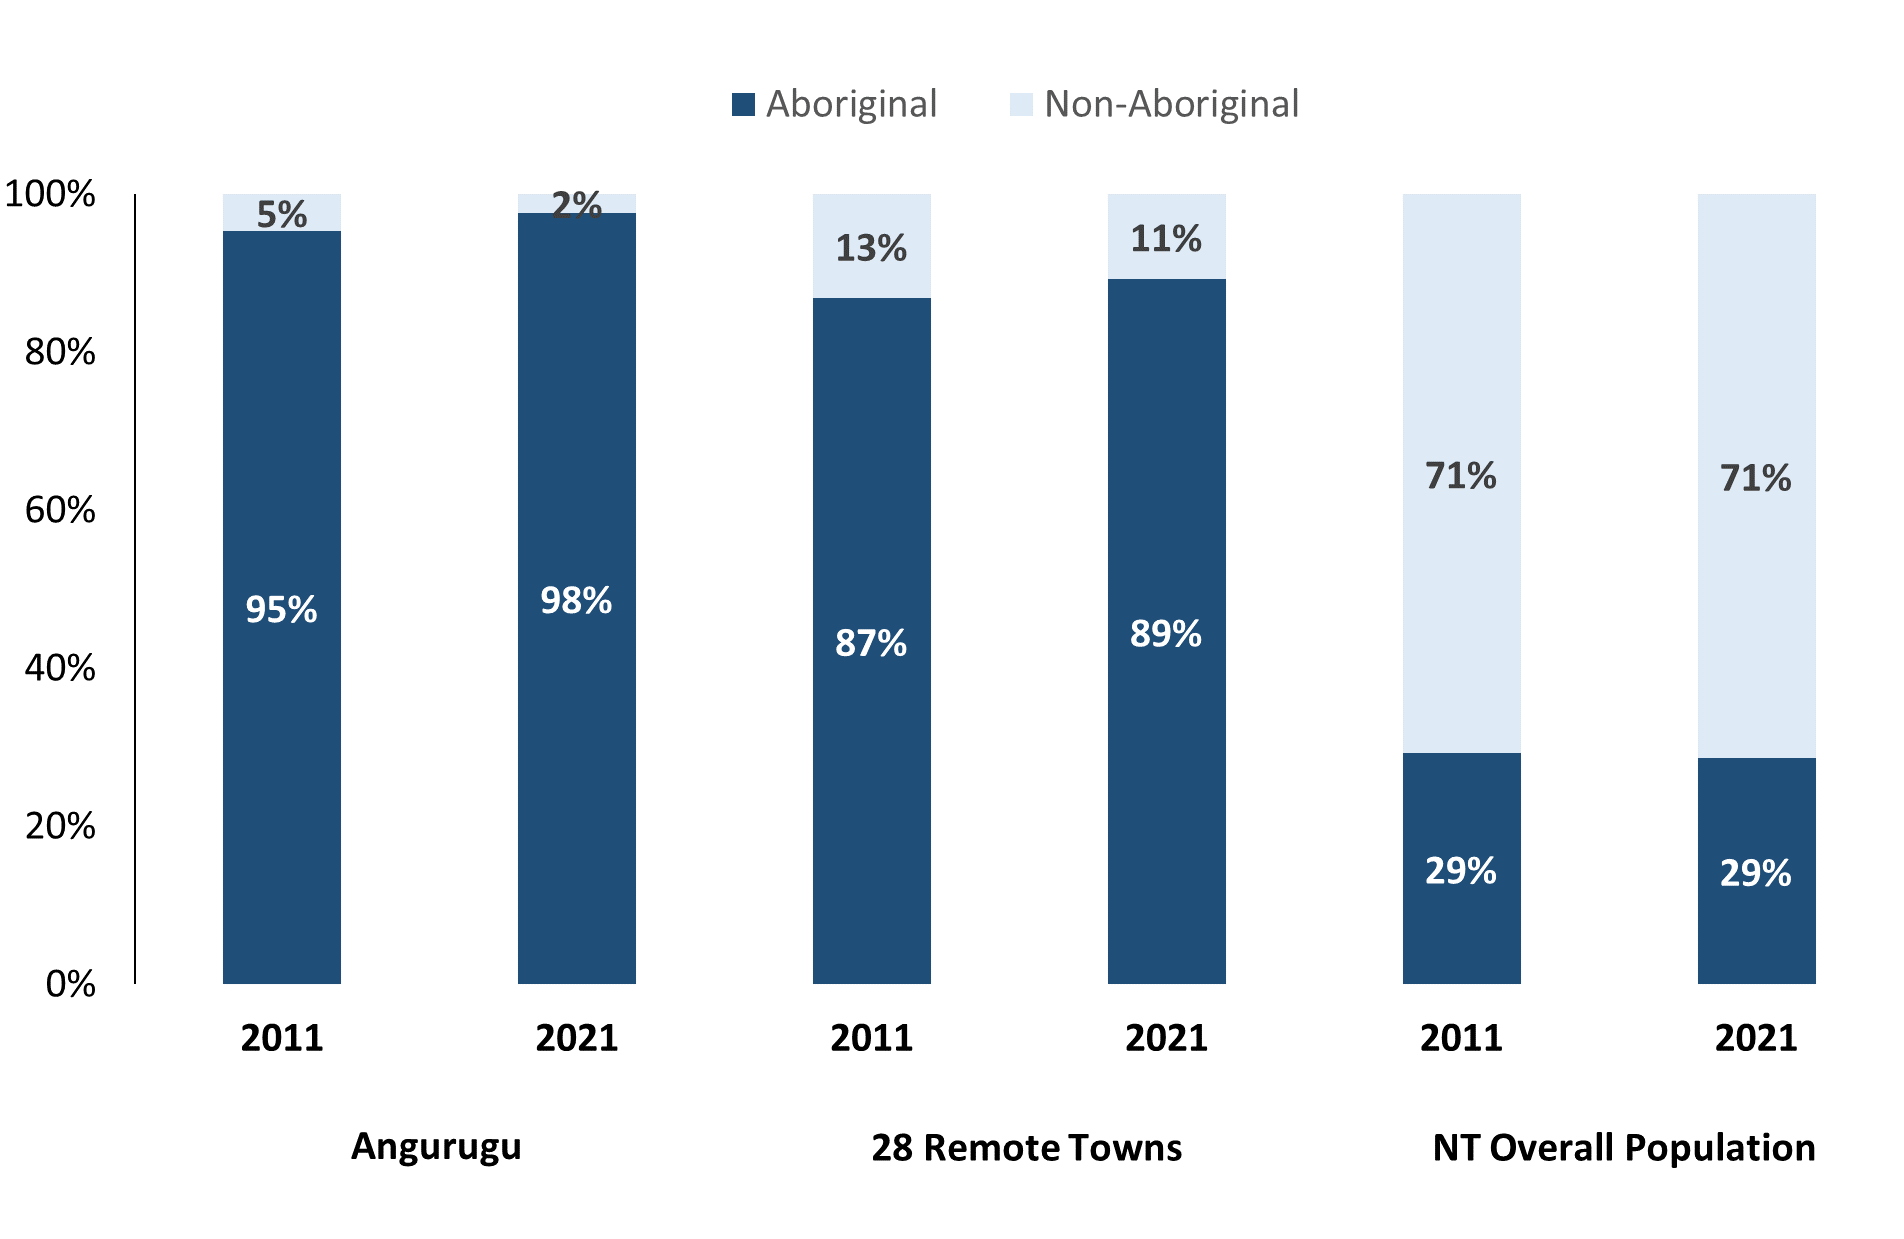 Aboriginal Non-Aboriginal
100%
80%
60%
40%
20%
0%
5% 2% 13% 11% 71% 71%
95% 98% 87% 89% 29% 29%
2011 2021 2011 2021 2011 2021
Angurugu 28 Remote Towns NT Overall Population